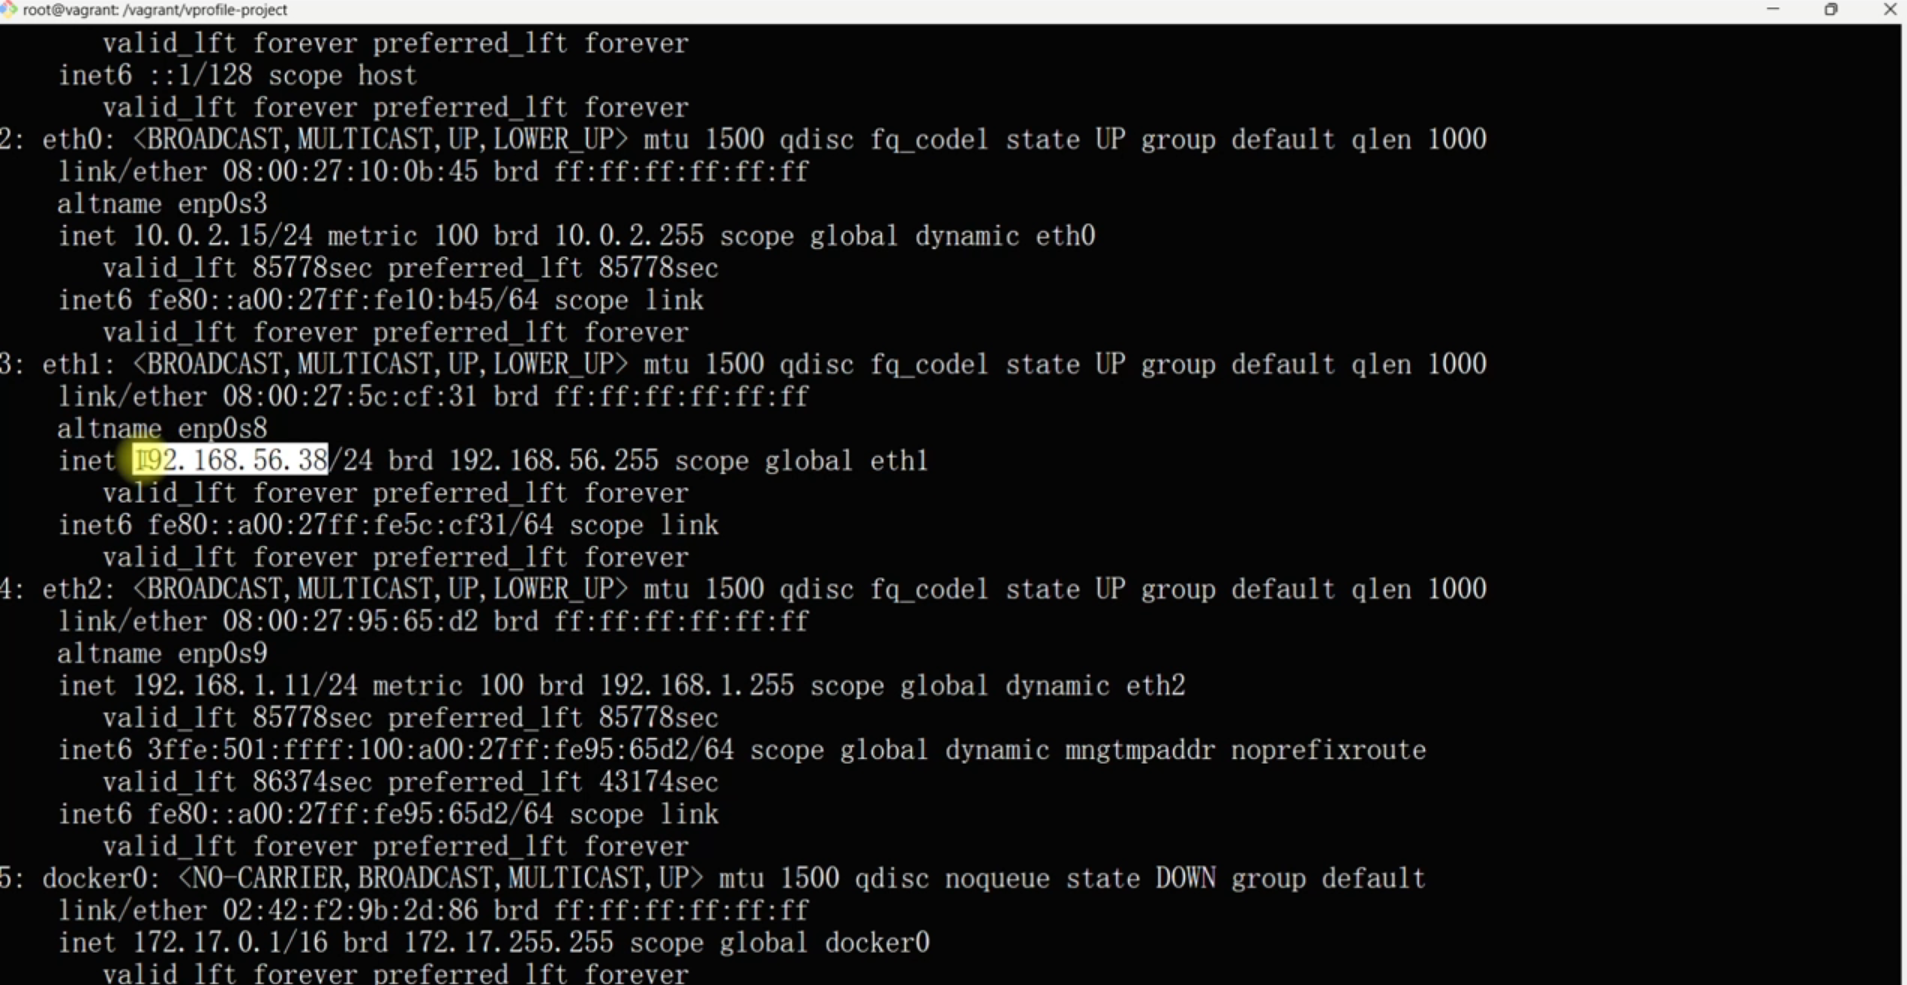 root@vagrant: /vagrant/vprofile-project
valid_lft forever preferred_lft forever
inet6 ::1/128 scope host
valid_lft forever preferred_lft forever
2: eth0: <BROADCAST,MULTICAST,UP,LOWER_UP> mtu 1500 qdisc fq_codel state UP group default qlen 1000
link/ether 08:00:27:10:0b:45 brd ff:ff:ff:ff:ff:ff
altname enp0s3
inet 10.0.2.15/24 metric 100 brd 10.0.2.255 scope global dynamic eth0
valid_lft 85778sec preferred_lft 85778sec
inet6 fe80::a00:27ff:fe10:b45/64 scope link
valid_lft forever preferred_lft forever
3: eth1: <BROADCAST,MULTICAST,UP,LOWER_UP> mtu 1500 qdisc fq_codel state UP group default qlen 1000
link/ether 08:00:27:5c:cf:31 brd ff:ff:ff:ff:ff:ff
altname enp0s8
inet 192.168.56.38/24 brd 192.168.56.255 scope global eth1
valid_lft forever preferred_lft forever
inet6 fe80::a00:27ff:fe5c:cf31/64 scope link
valid_lft forever preferred_lft forever
4: eth2: <BROADCAST,MULTICAST,UP,LOWER_UP> mtu 1500 qdisc fq_codel state UP group default qlen 1000
link/ether 08:00:27:95:65:d2 brd ff:ff:ff:ff:ff:ff
altname enp0s9
inet 192.168.1.11/24 metric 100 brd 192.168.1.255 scope global dynamic eth2
valid_lft 85778sec preferred_lft 85778sec
inet6 3ffe:501:ffff:100:a00:27ff:fe95:65d2/64 scope global dynamic mngtmpaddr noprefixroute
valid_lft 86374sec preferred_lft 43174sec
inet6 fe80::a00:27ff:fe95:65d2/64 scope link
valid_lft forever preferred_lft forever
5: docker0: <NO-CARRIER,BROADCAST,MULTICAST,UP> mtu 1500 qdisc noqueue state DOWN group default
link/ether 02:42:f2:9b:2d:86 brd ff:ff:ff:ff:ff:ff
inet 172.17.0.1/16 brd 172.17.255.255 scope global docker0
valid_lft forever preferred_lft forever